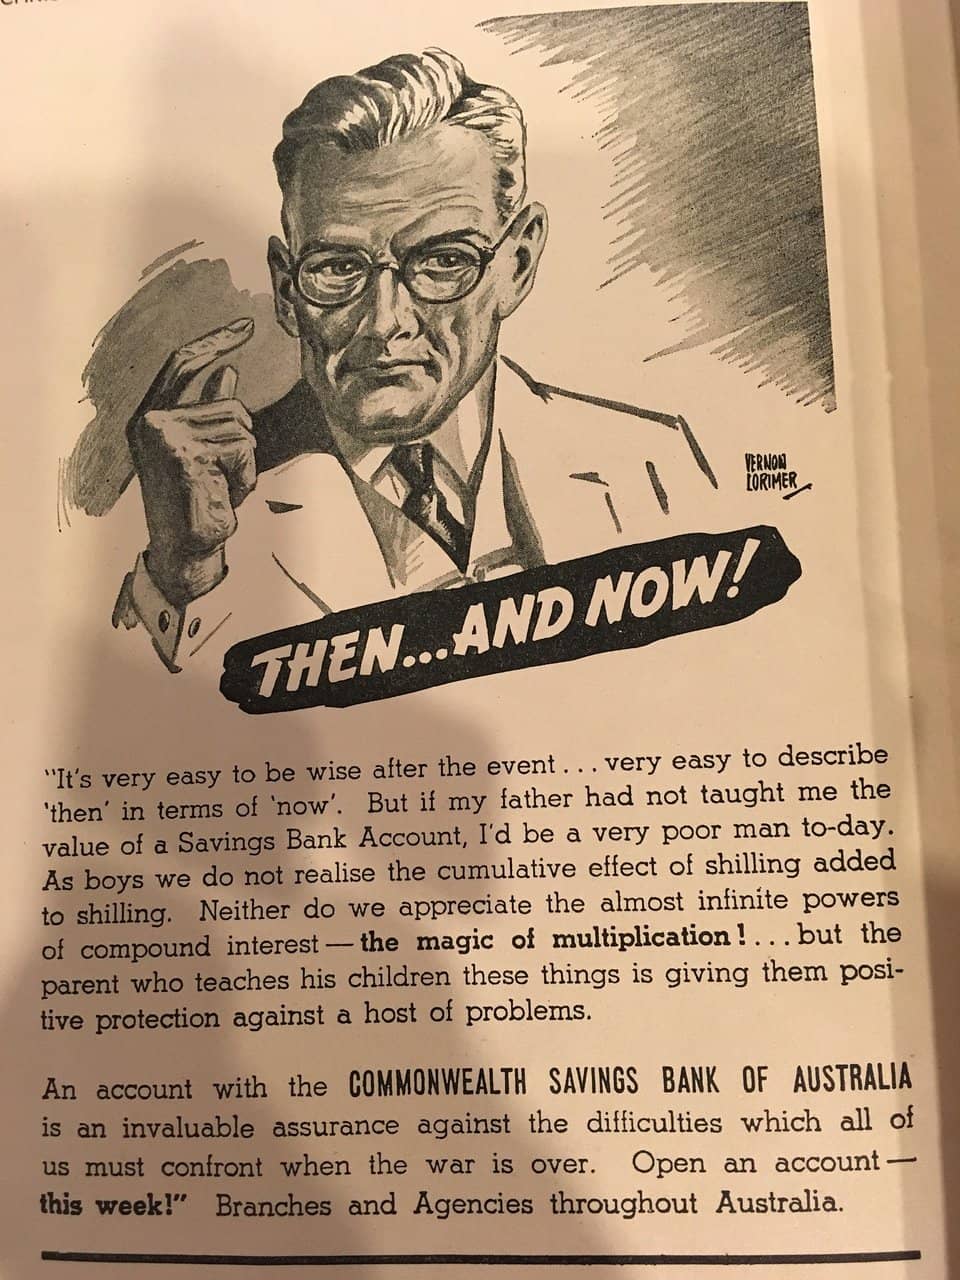 VERNON
LORIMER
THEN...AND NOW!
"It's very easy to be wise after the event... very easy to describe
'then' in terms of 'now'. But if my father had not taught me the
value of a Savings Bank Account, I'd be a very poor man to-day.
As boys we do not realise the cumulative effect of shilling added
to shilling. Neither do we appreciate the almost infinite powers
of compound interest — the magic of multiplication!... but the
parent who teaches his children these things is giving them posi-
tive protection against a host of problems.
An account with the COMMONWEALTH SAVINGS BANK OF AUSTRALIA
is an invaluable assurance against the difficulties which all of
us must confront when the war is over. Open an account —
this week!" Branches and Agencies throughout Australia.